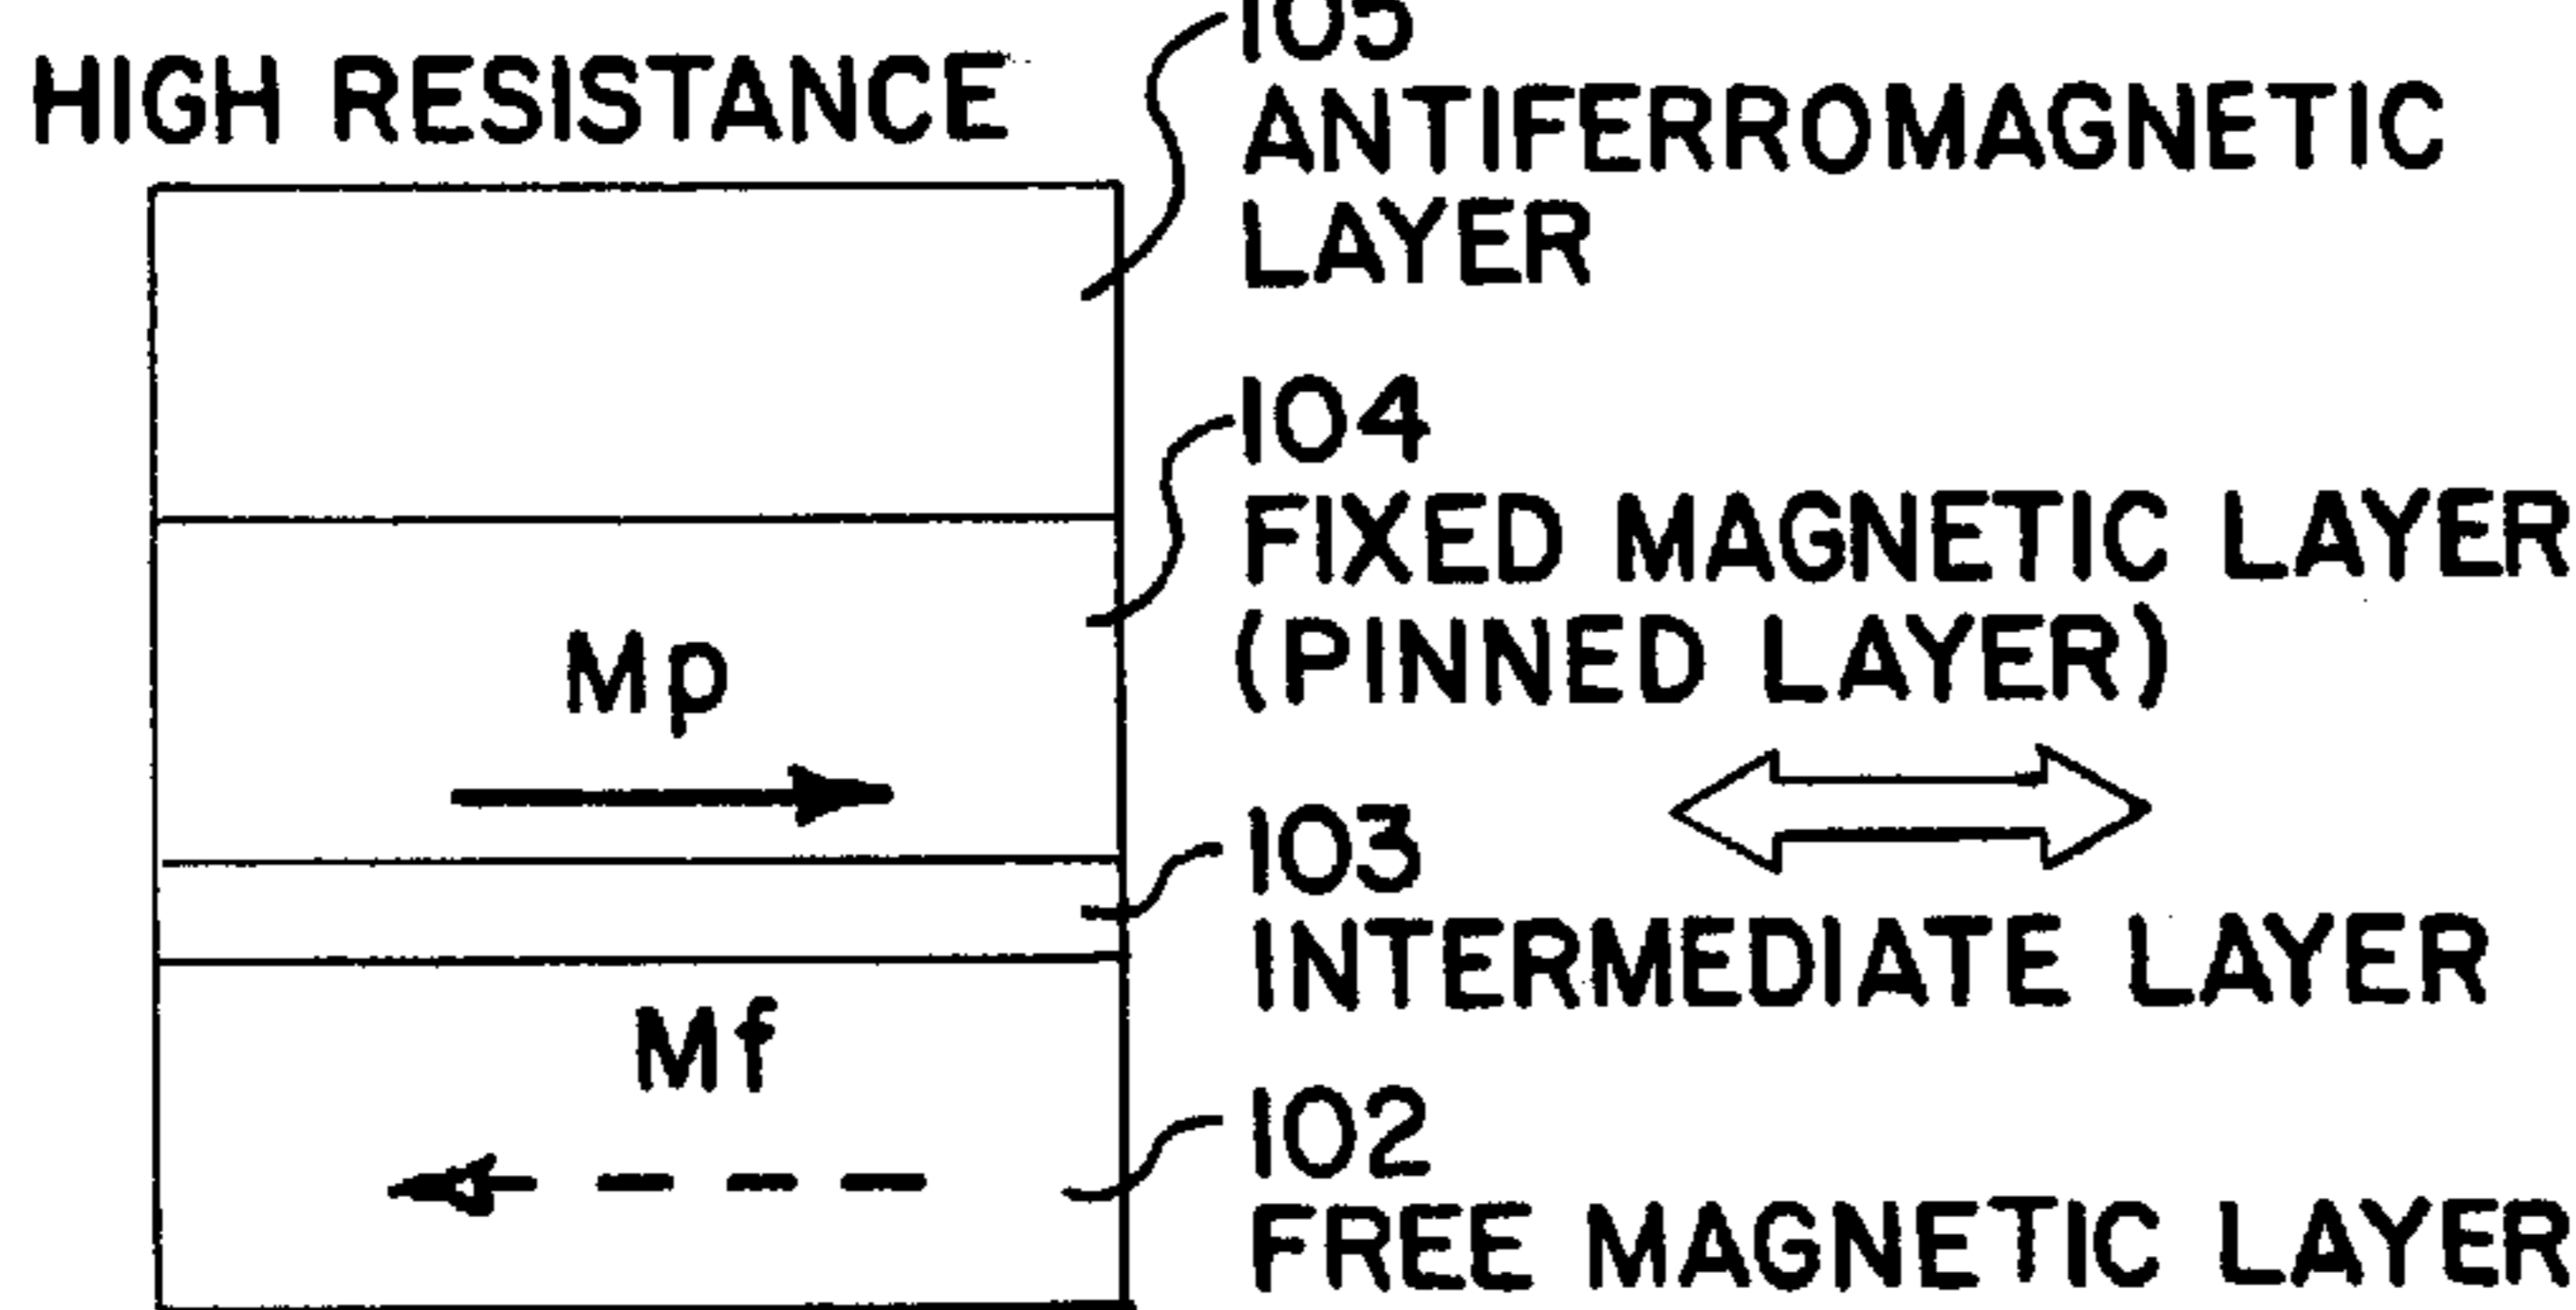 HIGH RESISTANCE
105
ANTIFERROMAGNETIC
LAYER
104
FIXED MAGNETIC LAYER
(PINNED LAYER)
Mp
103
INTERMEDIATE LAYER
Mf
102
FREE MAGNETIC LAYER